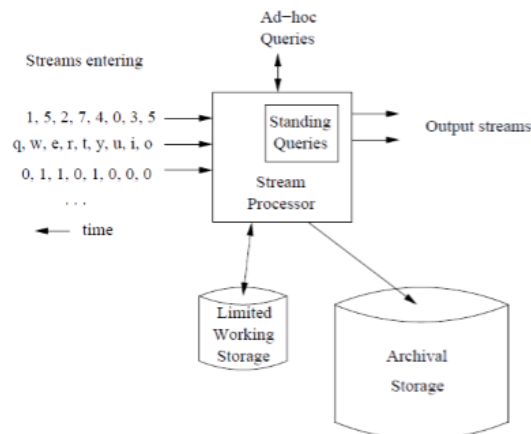 Ad-hoc
Queries
Streams entering
1, 5, 2, 7, 4, 0, 3, 5
q, w, e, r, t, y, u, i, o
0, 1, 1, 0, 1, 0, 0, 0
. . .
time
Standing
Queries
Stream
Processor
Output streams
Limited
Working
Storage
Archival
Storage